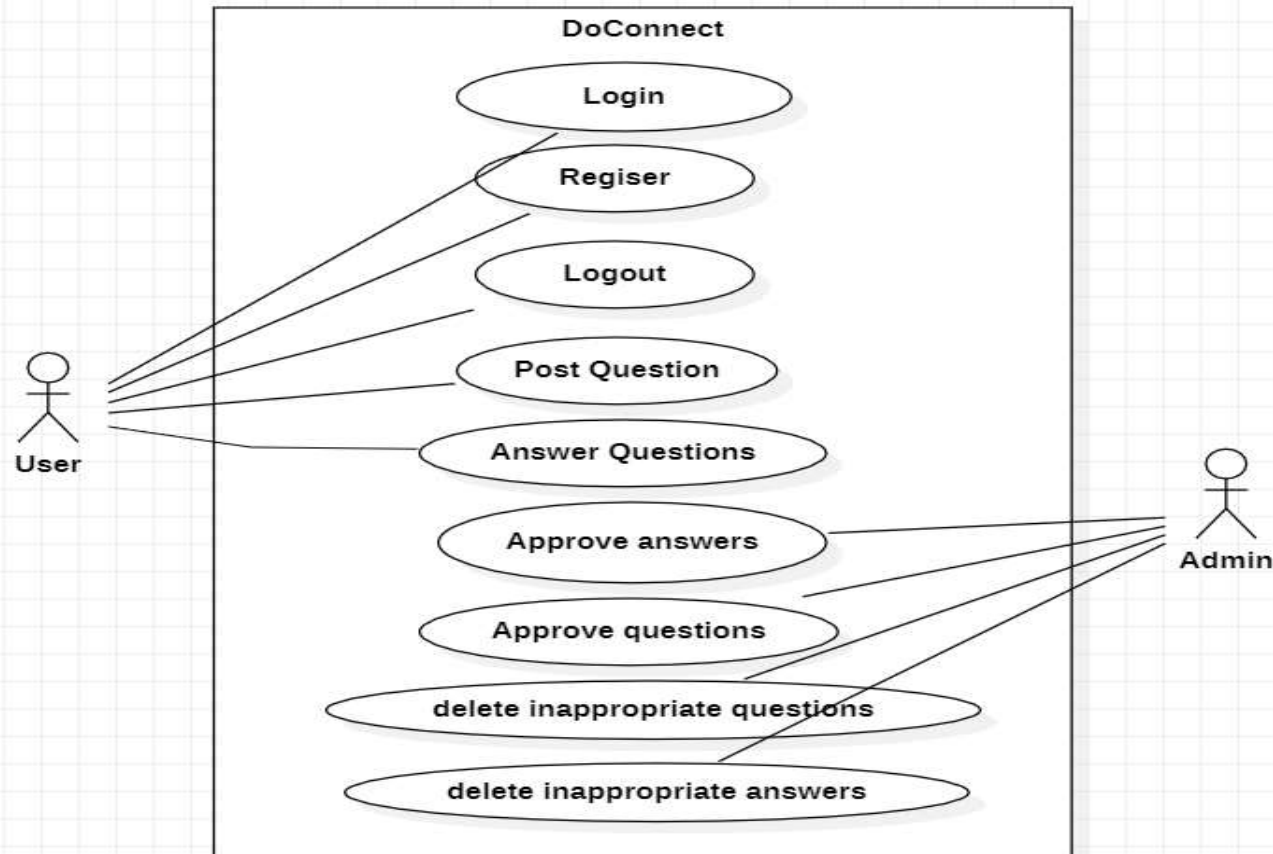 DoConnect
Login
Regiser
Logout
Post Question
Answer Questions
User
Approve answers
Admin
Approve questions
delete inappropriate questions
delete inappropriate answers